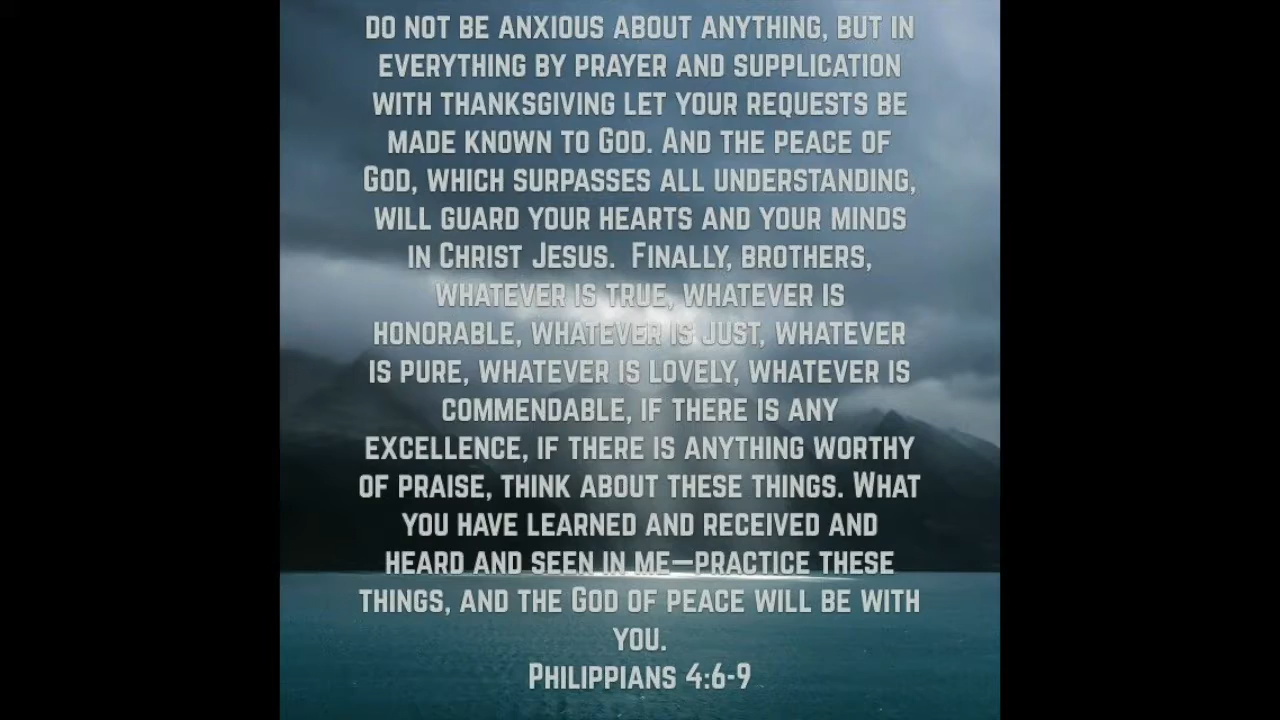 DO NOT BE ANXIOUS ABOUT ANYTHING, BUT IN
EVERYTHING BY PRAYER AND SUPPLICATION
WITH THANKSGIVING LET YOUR REQUESTS BE
MADE KNOWN TO GOD. AND THE PEACE OF
GOD, WHICH SURPASSES ALL UNDERSTANDING,
WILL GUARD YOUR HEARTS AND YOUR MINDS
IN CHRIST JESUS. FINALLY, BROTHERS,
WHATEVER IS TRUE, WHATEVER IS
HONORABLE, WHATEVER IS JUST, WHATEVER
IS PURE, WHATEVER IS LOVELY, WHATEVER IS
COMMENDABLE, IF THERE IS ANY
EXCELLENCE, IF THERE IS ANYTHING WORTHY
OF PRAISE, THINK ABOUT THESE THINGS. WHAT
YOU HAVE LEARNED AND RECEIVED AND
HEARD AND SEEN IN ME—PRACTICE THESE
THINGS, AND THE GOD OF PEACE WILL BE WITH
YOU.
PHILIPPIANS 4:6-9